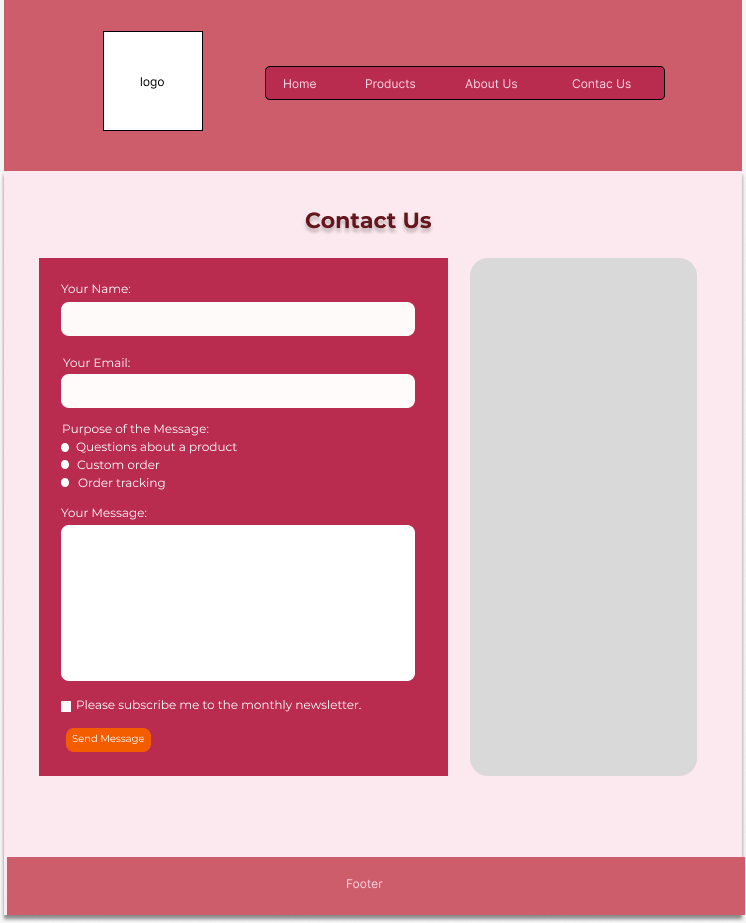 logo
Home Products About Us Contac Us
Contact Us
Your Name:
Your Email:
Purpose of the Message:
Questions about a product
Custom order
Order tracking
Your Message:
Please subscribe me to the monthly newsletter.
Send Message
Footer